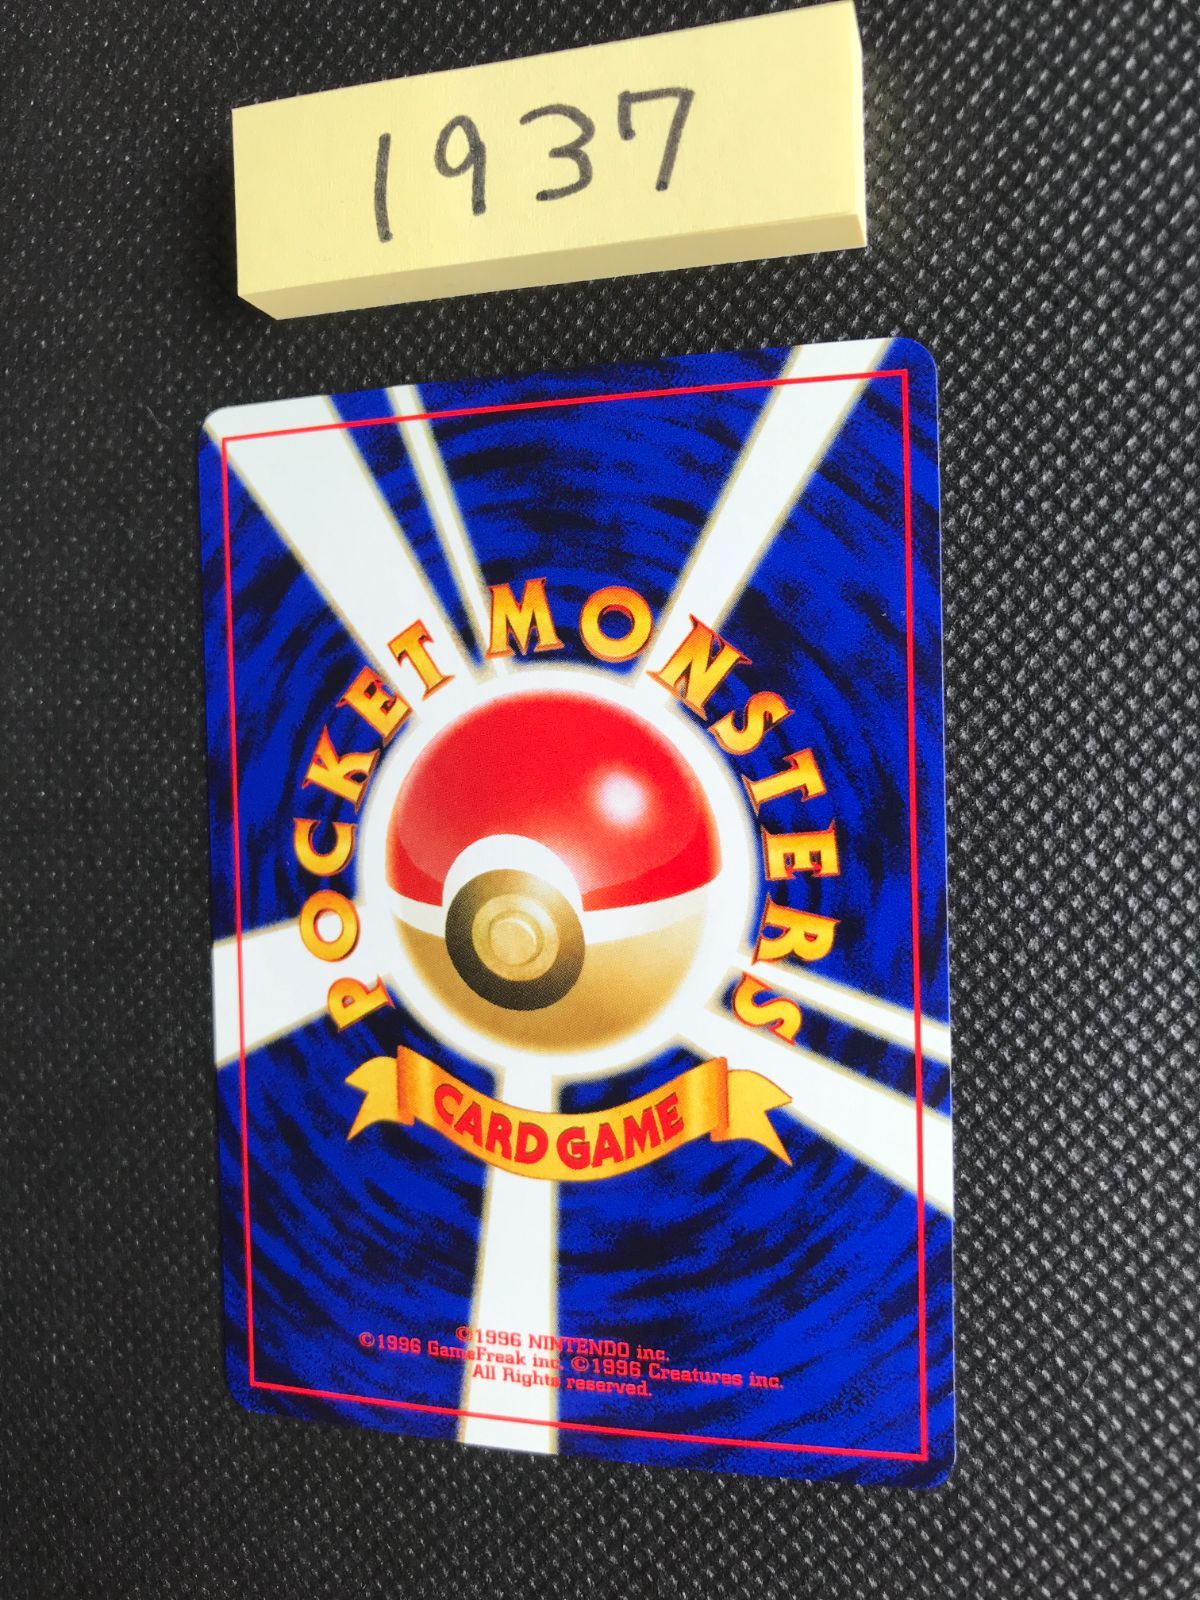 1937
POCKET MONSTERS
CARD GAME
©1996 NINTENDO inc.
©1996 GameFreak inc. ©1996 Creatures inc.
All Rights reserved.